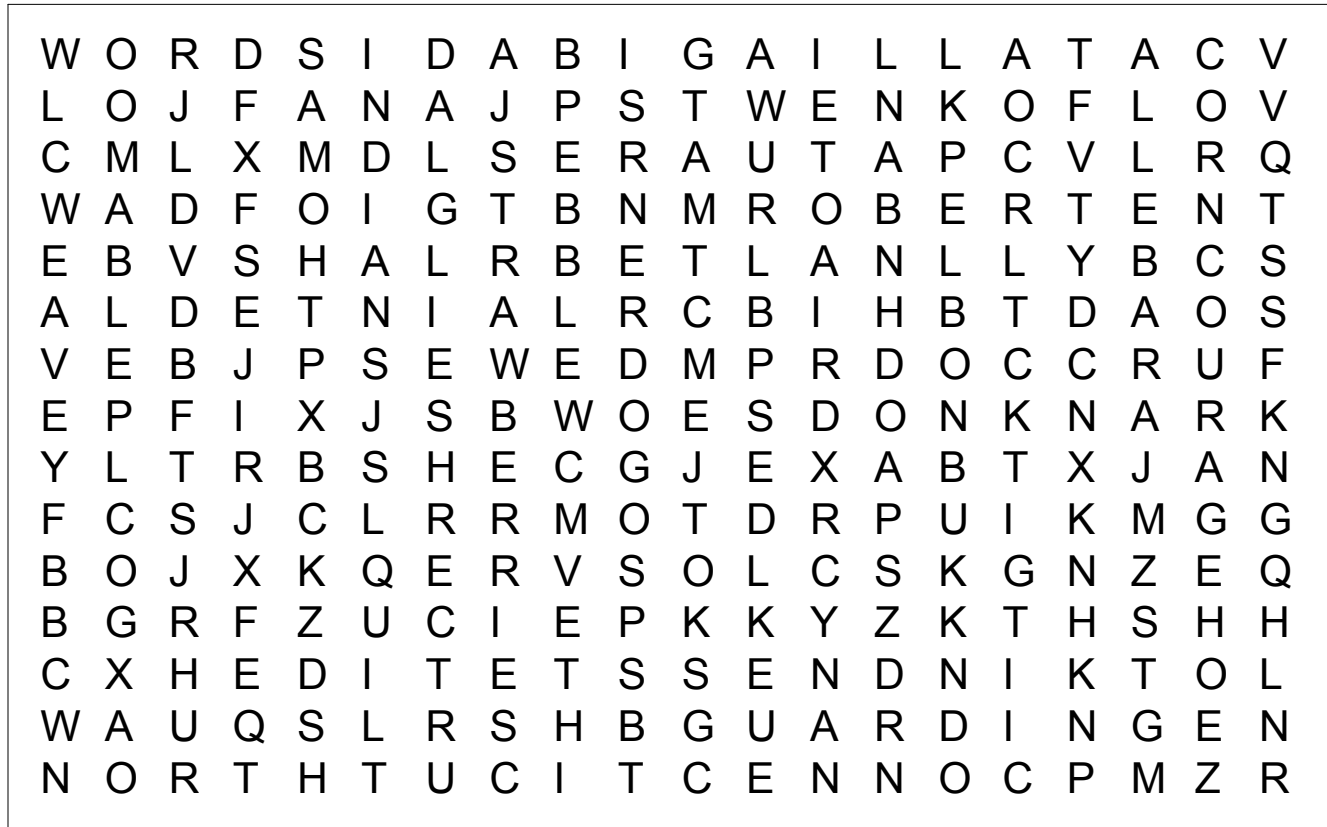 W O R D S I D A B I G A I L L A T A C V
L O J F A N A J P S T W E N K O F L O V
C M L X M D L S E R A U T A P C V L R Q
W A D F O I G T B N M R O B E R T E N T
E B V S H A L R B E T L A N L L Y B C S
A L D E T N I A L R C B I H B T D A O S
V E B J P S E W E D M P R D O C C R U F
E P F I X J S B W O E S D O N K N A R K
Y L T R B S H E C G J E X A B T X J A N
F C S J C L R R M O T D R P U I K M G G
B O J X K Q E R V S O L C S K G N Z E Q
B G R F Z U C I E P K K Y Z K T H S H H
C X H E D I T E T S S E N D N I K T O L
W A U Q S L R S H B G U A R D I N G E N
N O R T H T U C I T C E N N O C P M Z R